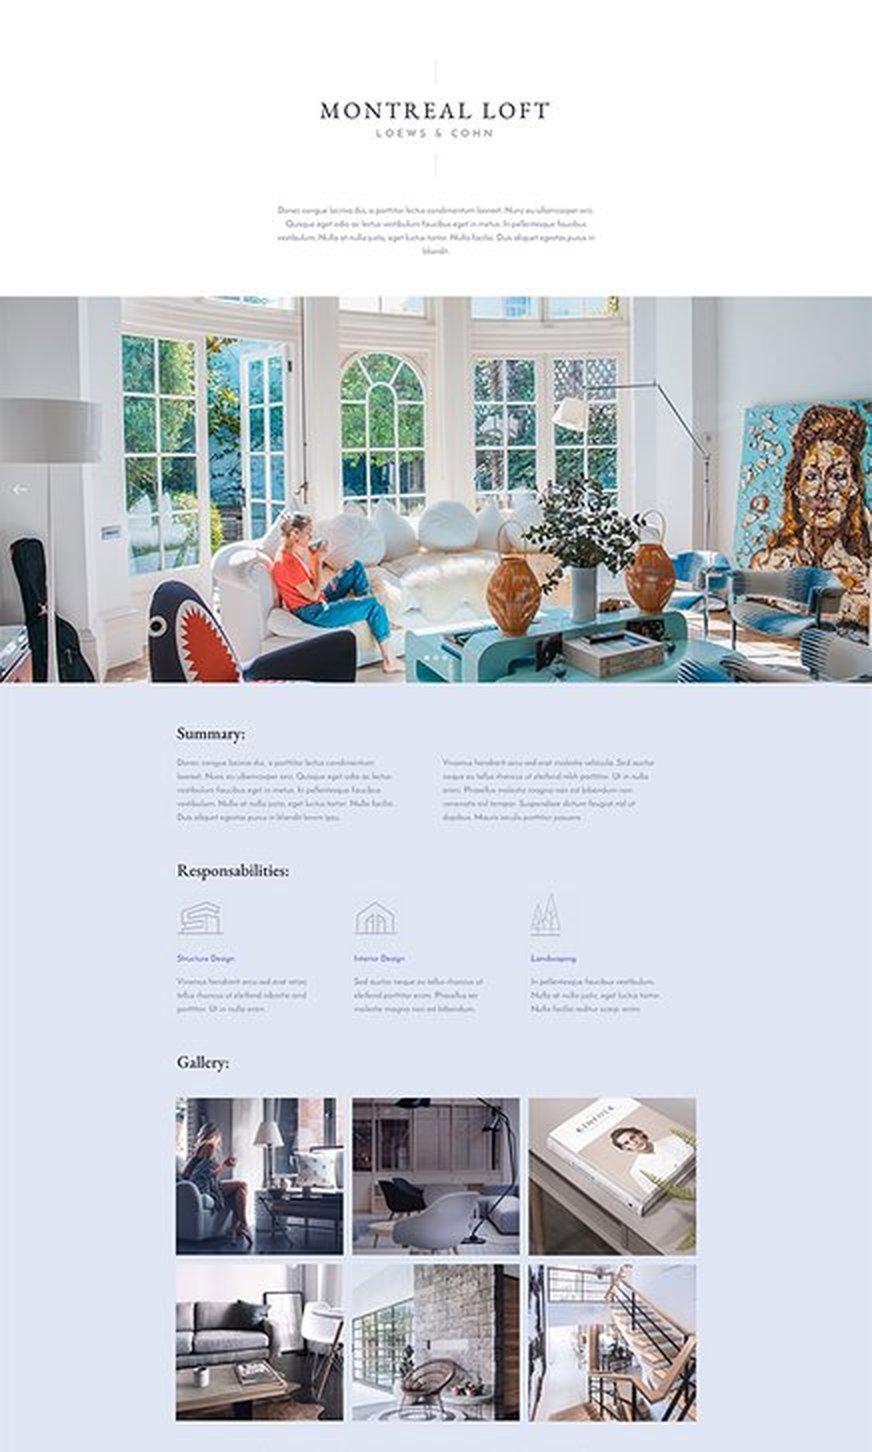 MONTREAL LOFT
LOEWS & COHN
Donec congue lacinia dui, a porttitor lectus condimentum laoreet. Nunc eu ullamcorper orci.
Quisque eget odio ac lectus vestibulum faucibus eget in metus. In pellentesque faucibus
vestibulum. Nulla at nulla justo, eget luctus tortor. Nulla facilisi. Duis aliquet egestas purus in
blandit.
Summary:
Donec congue lacinia dui, a porttitor lectus condimentum
laoreet. Nunc eu ullamcorper orci. Quisque eget odio ac lectus
vestibulum faucibus eget in metus. In pellentesque faucibus
vestibulum. Nulla at nulla justo, eget luctus tortor. Nulla facilisi.
Duis aliquet egestas purus in blandit lorem ipsu.
Vivamus hendrerit arcu sed erat molestie vehicula. Sed auctor
neque eu tellus rhoncus ut eleifend nibh porttitor. Ut in nulla
enim. Phasellus molestie magna non est bibendum non
venenatis nisl tempor. Suspendisse dictum feugiat nisl ut
dapibus. Mauris iaculis porttitor posuere.
Responsabilities:
Structure Design
Vivamus hendrerit arcu sed erat
tellus rhoncus ut eleifend
porttitor. Ut in nulla enim.
Interior Design
Sed auctor neque eu tellus rhoncus ut
eleifend porttitor enim. Phasellus
molestie magna non est bibendum.
Landscaping
In pellentesque faucibus vestibulum.
Nulla at nulla justo, eget luctus tortor.
Nulla facilisi enim
Gallery:
KINFOLK